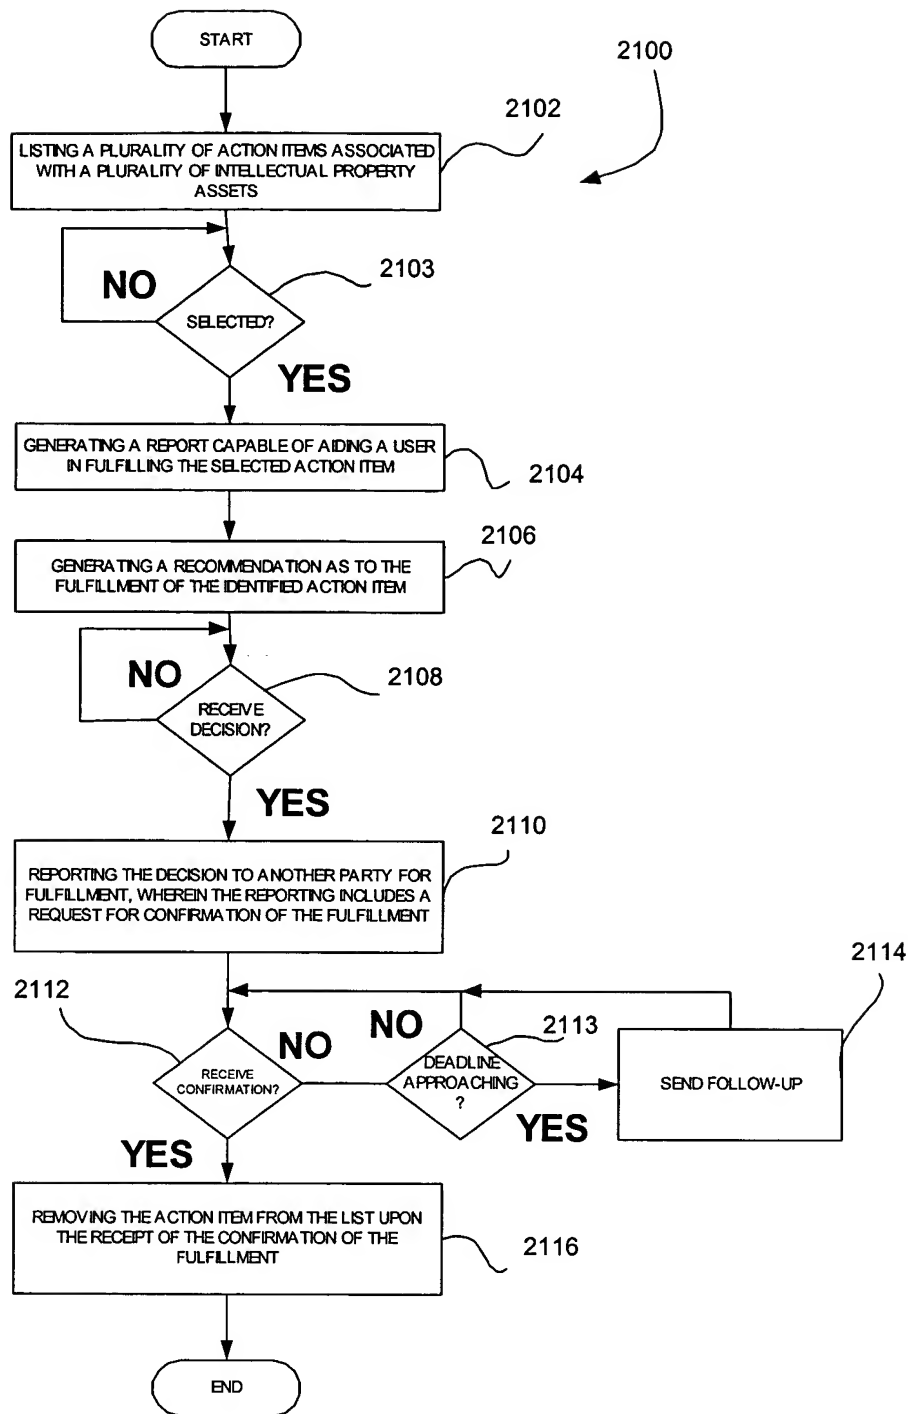 START
2100
2102
LISTING A PLURALITY OF ACTION ITEMS ASSOCIATED
WITH A PLURALITY OF INTELLECTUAL PROPERTY
ASSETS
2103
NO
SELECTED?
YES
GENERATING A REPORT CAPABLE OF AIDING A USER
IN FULFILLING THE SELECTED ACTION ITEM
2104
2106
GENERATING A RECOMMENDATION AS TO THE
FULFILLMENT OF THE IDENTIFIED ACTION ITEM
NO
2108
RECEIVE
DECISION?
YES
2110
REPORTING THE DECISION TO ANOTHER PARTY FOR
FULFILLMENT, WHEREIN THE REPORTING INCLUDES A
REQUEST FOR CONFIRMATION OF THE FULFILLMENT
2112
2114
NO
NO
2113
RECEIVE
CONFIRMATION?
DEADLINE
APPROACHING
?
SEND FOLLOW-UP
YES
YES
REMOVING THE ACTION ITEM FROM THE LIST UPON
THE RECEIPT OF THE CONFIRMATION OF THE
FULFILLMENT
2116
END